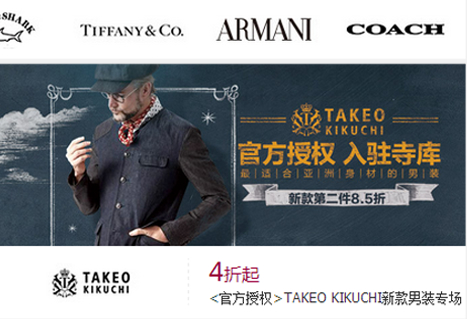 SHARK
TIFFANY & CO.
ARMANI
COACH
TAKEO
KIKUCHI
官方授权 入驻寺库
最适合亚洲身材的男装
新款第二件8.5折
TAKEO
KIKUCHI
4折起
<官方授权>TAKEO KIKUCHI新款男装专场